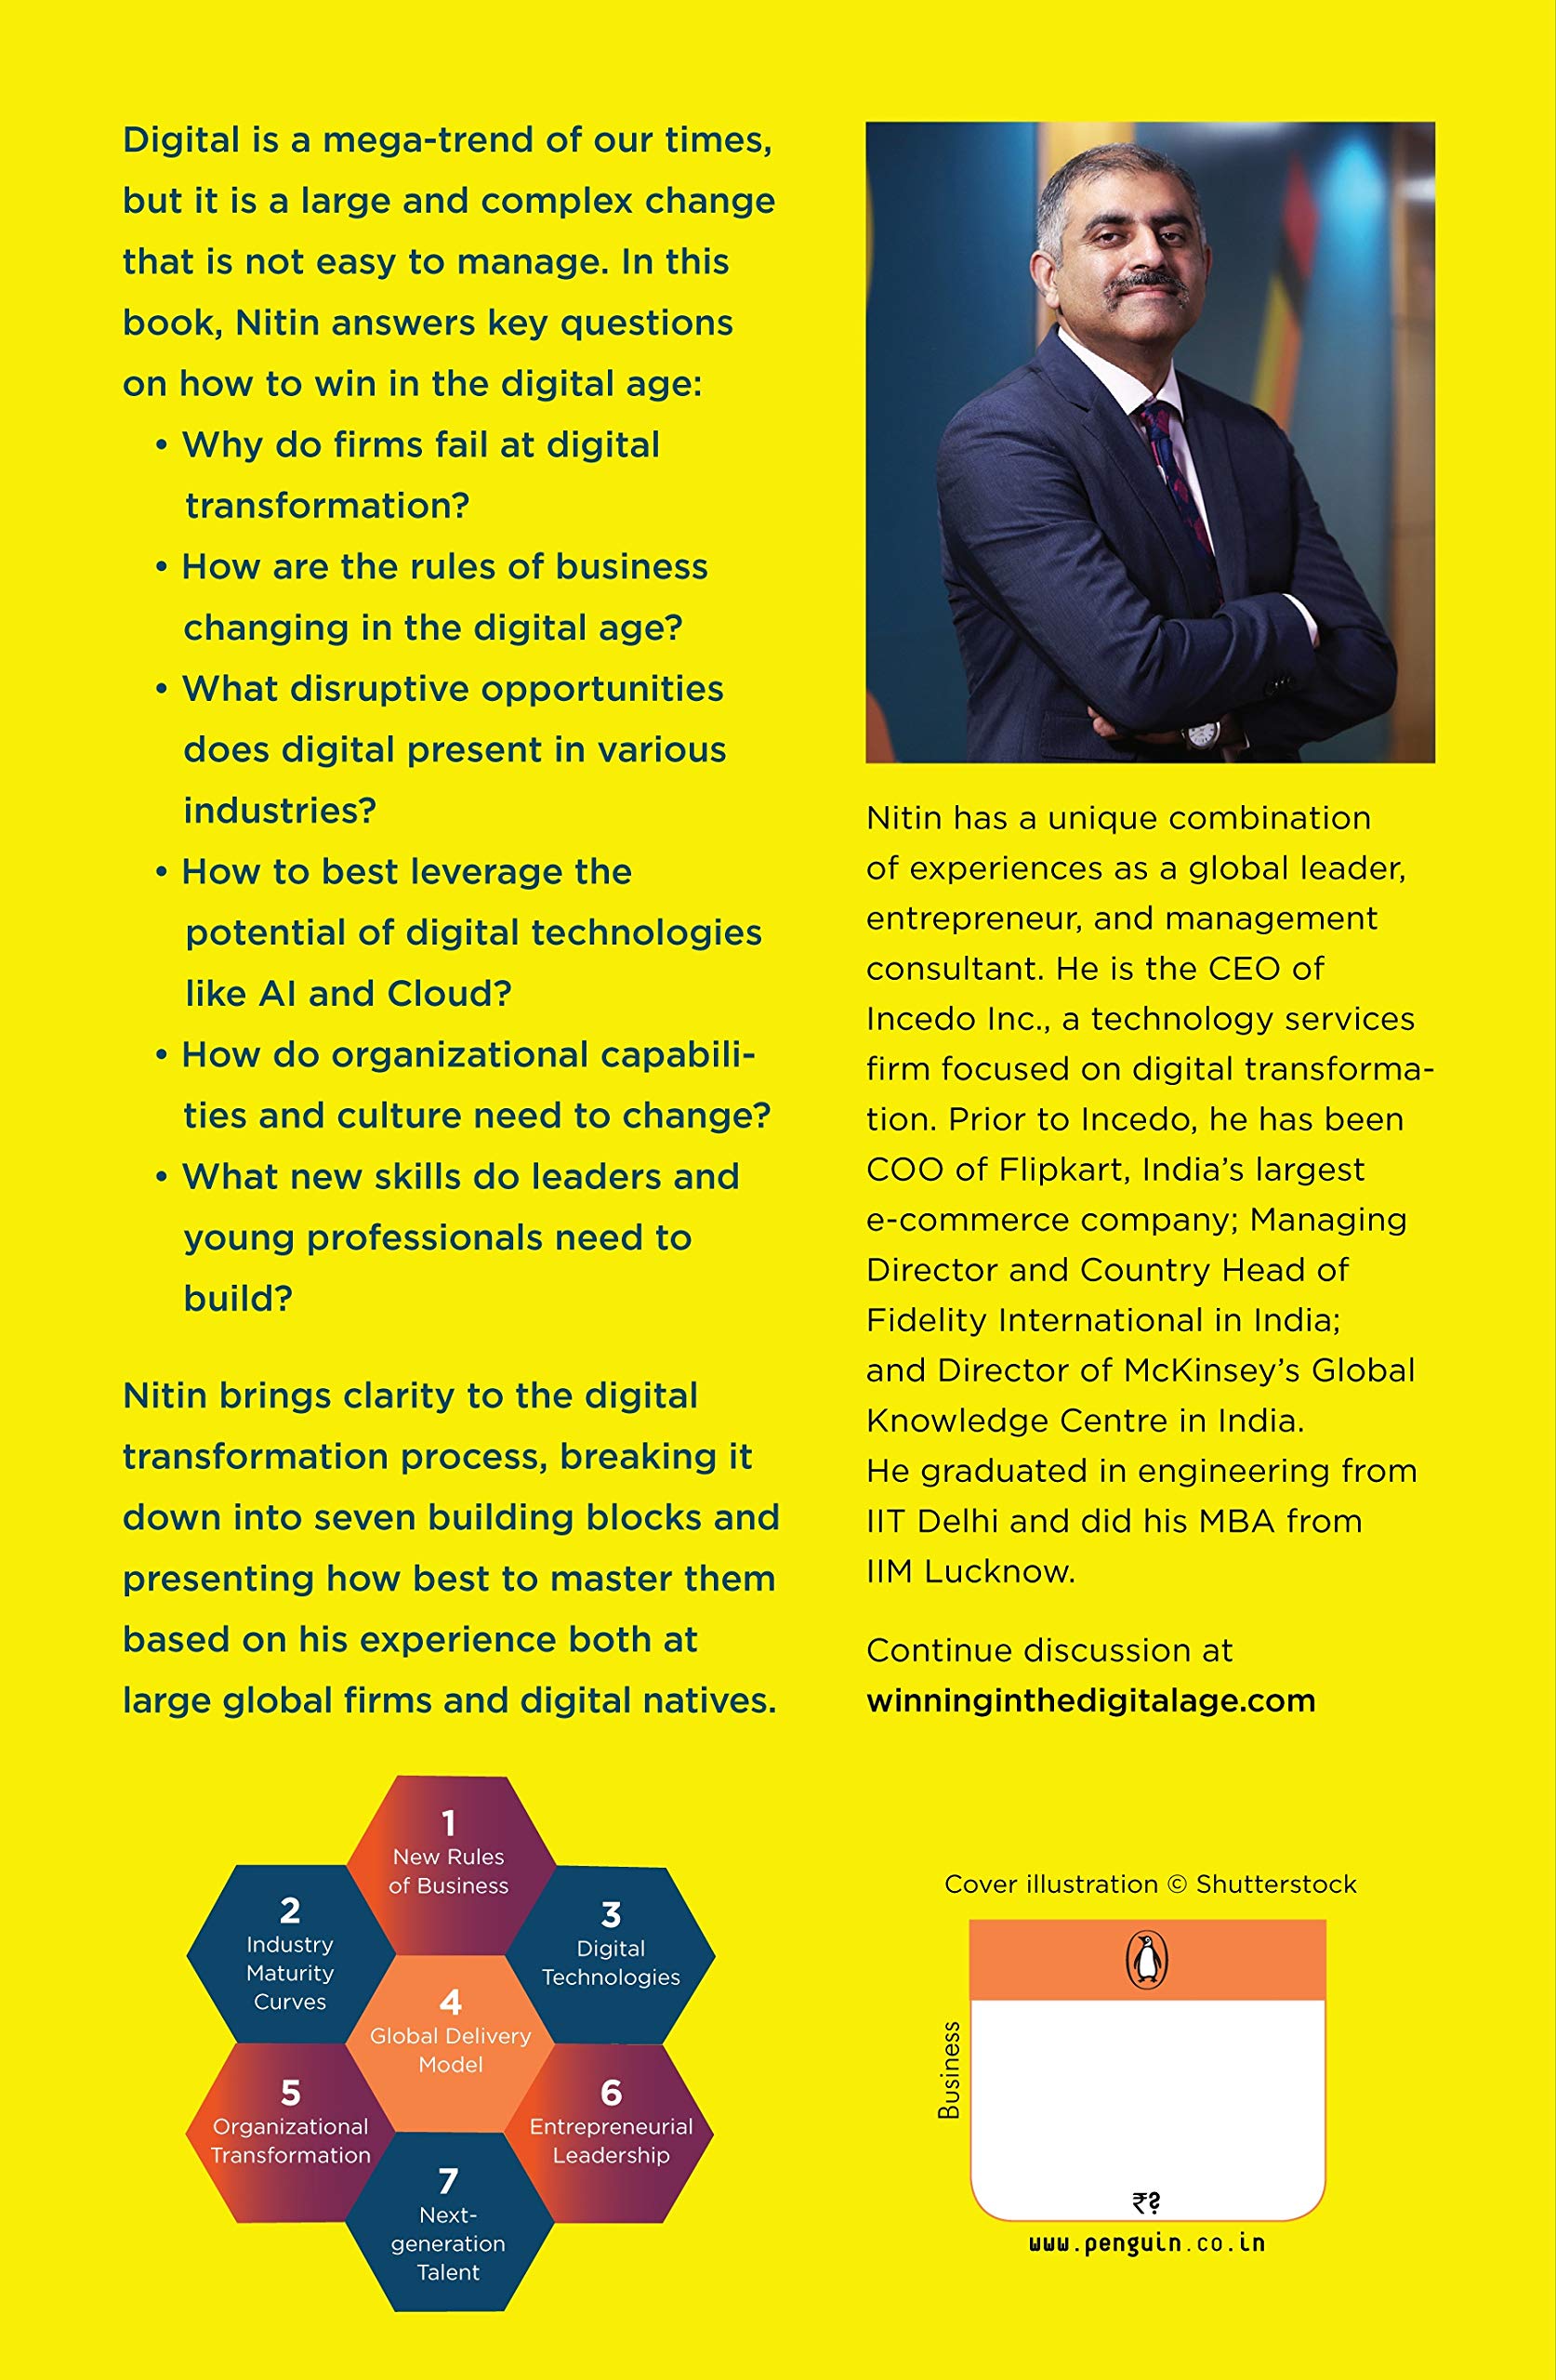 Digital is a mega-trend of our times,
but it is a large and complex change
that is not easy to manage. In this
book, Nitin answers key questions
on how to win in the digital age:
• Why do firms fail at digital
transformation?
• How are the rules of business
changing in the digital age?
• What disruptive opportunities
does digital present in various
industries?
• How to best leverage the
potential of digital technologies
like AI and Cloud?
• How do organizational capabili-
ties and culture need to change?
• What new skills do leaders and
young professionals need to
build?
Nitin brings clarity to the digital
transformation process, breaking it
down into seven building blocks and
presenting how best to master them
based on his experience both at
large global firms and digital natives.
1
New Rules
of Business
2
Industry
Maturity
Curves
3
Digital
Technologies
4
Global Delivery
Model
5
Organizational
Transformation
6
Entrepreneurial
Leadership
7
Next-
generation
Talent
Nitin has a unique combination
of experiences as a global leader,
entrepreneur, and management
consultant. He is the CEO of
Incedo Inc., a technology services
firm focused on digital transforma-
tion. Prior to Incedo, he has been
COO of Flipkart, India’s largest
e-commerce company; Managing
Director and Country Head of
Fidelity International in India;
and Director of McKinsey’s Global
Knowledge Centre in India.
He graduated in engineering from
IIT Delhi and did his MBA from
IIM Lucknow.
Continue discussion at
winninginthedigitalage.com
Cover illustration © Shutterstock
Business
₹?
www.penguin.co.in